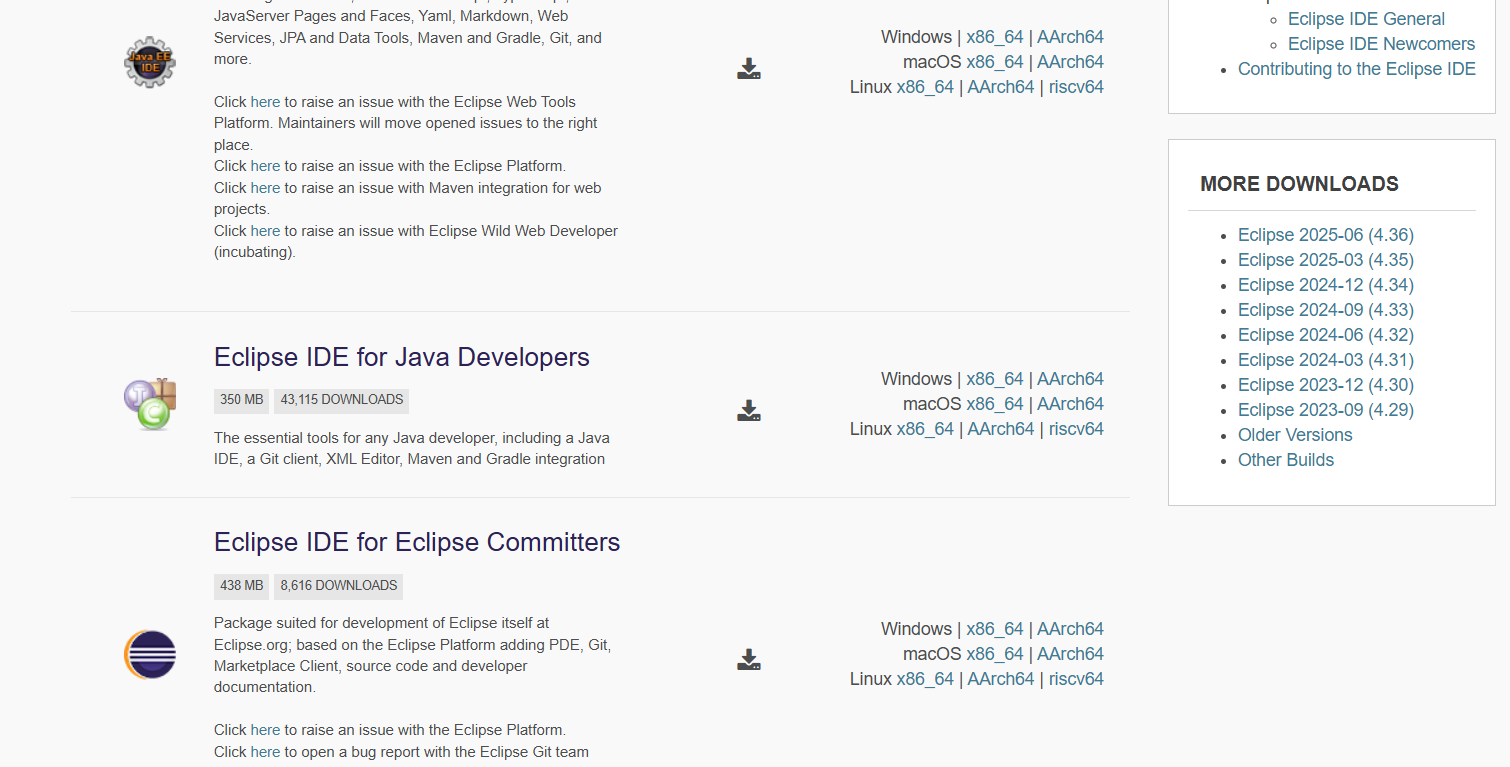 JavaServer Pages and Faces, Yaml, Markdown, Web
Services, JPA and Data Tools, Maven and Gradle, Git, and
more.
Java EE
IDE
Click here to raise an issue with the Eclipse Web Tools
Platform. Maintainers will move opened issues to the right
place.
Click here to raise an issue with the Eclipse Platform.
Click here to raise an issue with Maven integration for web
projects.
Click here to raise an issue with Eclipse Wild Web Developer
(incubating).
Windows | x86_64 | AArch64
macOS x86_64 | AArch64
Linux x86_64 | AArch64 | riscv64
Eclipse IDE for Java Developers
350 MB 43,115 DOWNLOADS
The essential tools for any Java developer, including a Java
IDE, a Git client, XML Editor, Maven and Gradle integration
J
C
Windows | x86_64 | AArch64
macOS x86_64 | AArch64
Linux x86_64 | AArch64 | riscv64
Eclipse IDE for Eclipse Committers
438 MB 8,616 DOWNLOADS
Package suited for development of Eclipse itself at
Eclipse.org; based on the Eclipse Platform adding PDE, Git,
Marketplace Client, source code and developer
documentation.
Click here to raise an issue with the Eclipse Platform.
Click here to open a bug report with the Eclipse Git team
Windows | x86_64 | AArch64
macOS x86_64 | AArch64
Linux x86_64 | AArch64 | riscv64
Eclipse IDE General
Eclipse IDE Newcomers
Contributing to the Eclipse IDE
MORE DOWNLOADS
Eclipse 2025-06 (4.36)
Eclipse 2025-03 (4.35)
Eclipse 2024-12 (4.34)
Eclipse 2024-09 (4.33)
Eclipse 2024-06 (4.32)
Eclipse 2024-03 (4.31)
Eclipse 2023-12 (4.30)
Eclipse 2023-09 (4.29)
Older Versions
Other Builds